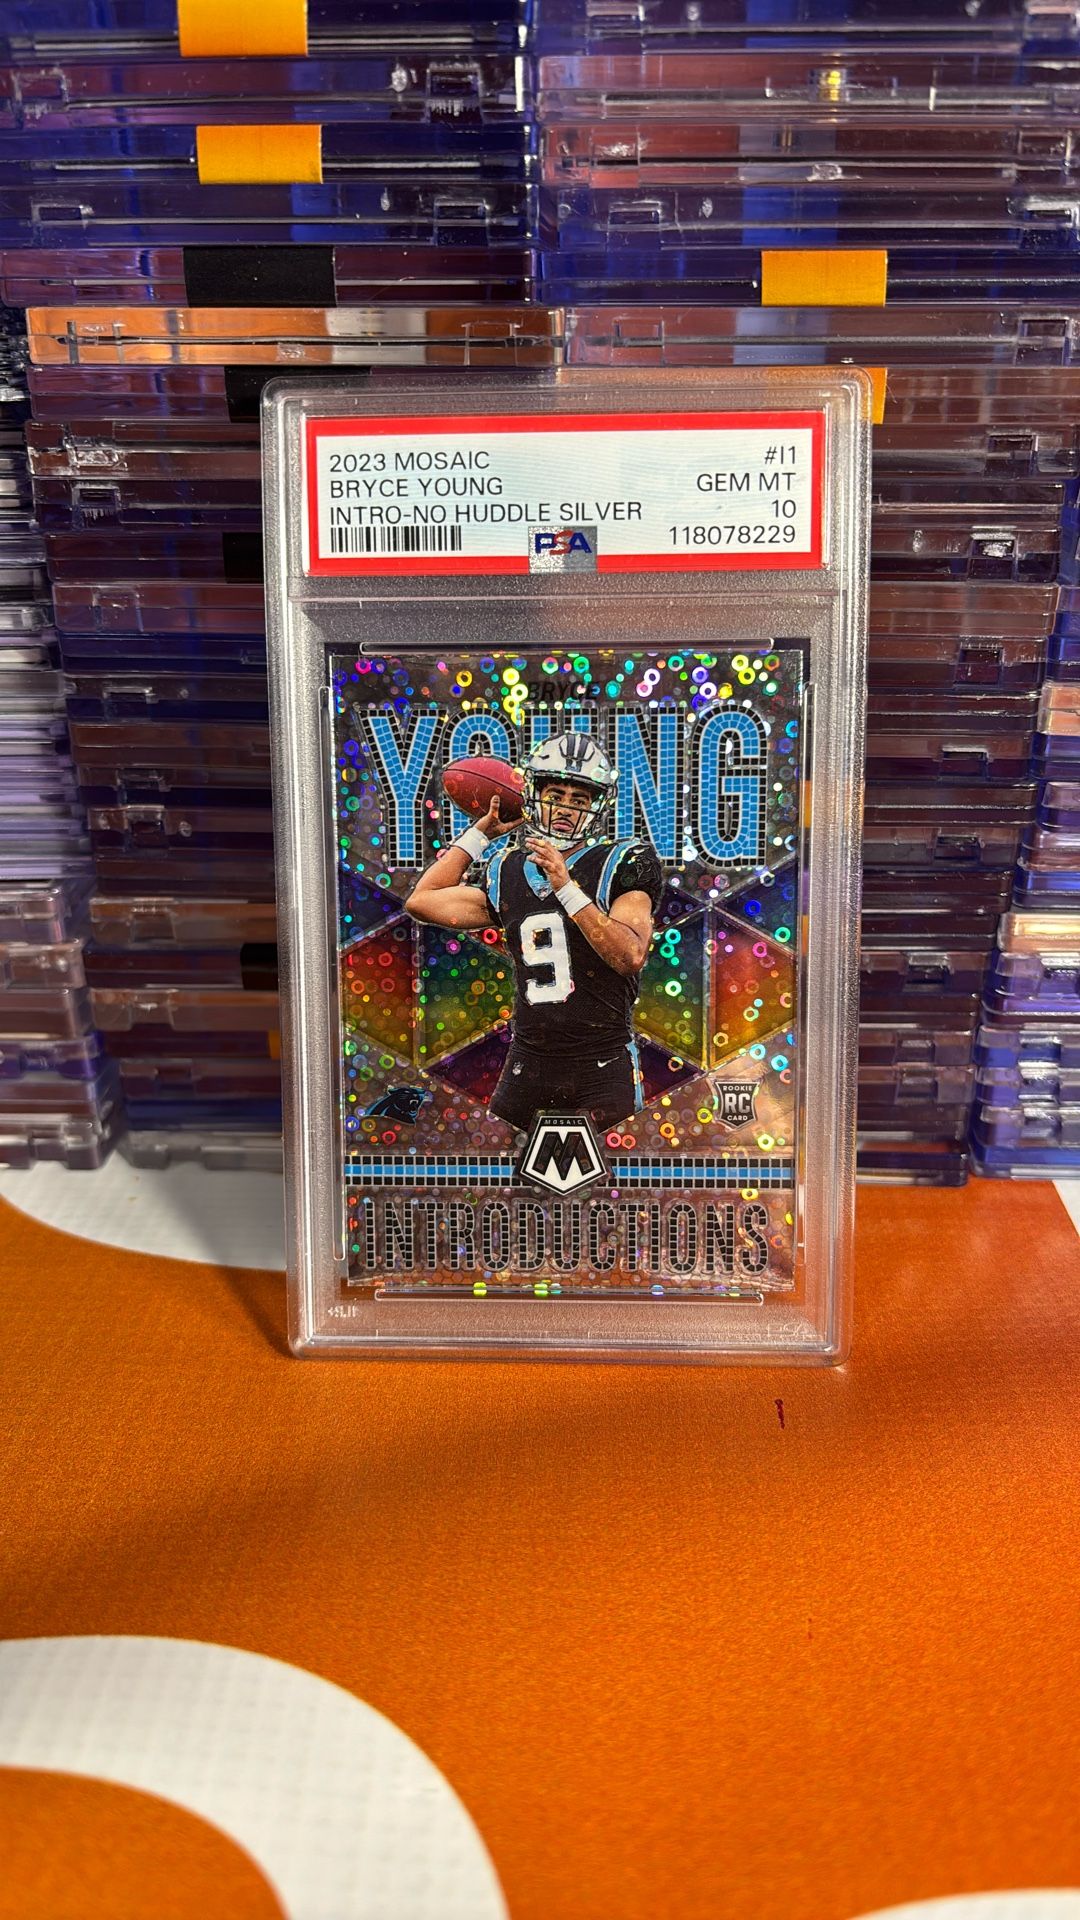 2023 MOSAIC #I1
BRYCE YOUNG GEM MT
INTRO-NO HUDDLE SILVER 10
PSA 118078229
BRYCE
YOUNG
9
ROOKIE
RC
CARD
MOSAIC
M
INTRODUCTIONS